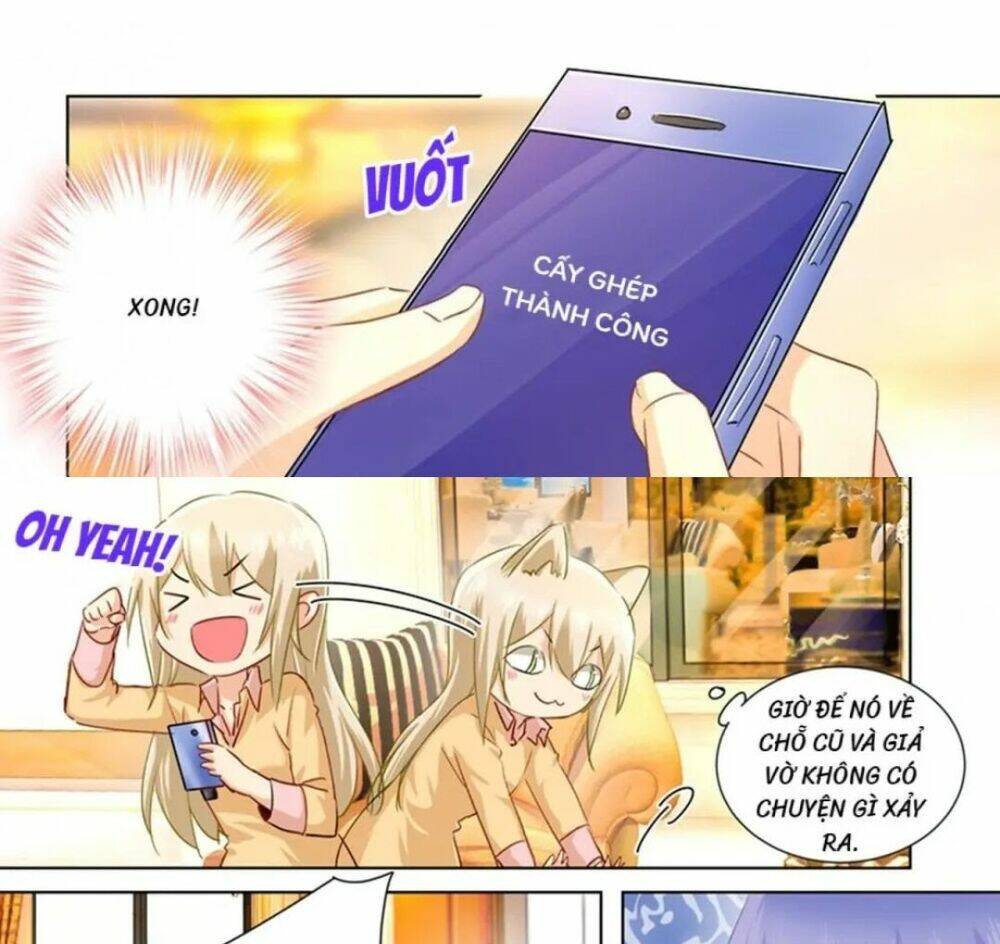 VUỐT
CẤY GHÉP
THÀNH CÔNG
XONG!
OH YEAH!
GIỜ ĐỂ NÓ VỀ
CHỖ CŨ VÀ GIẢ
VỜ KHÔNG CÓ
CHUYỆN GÌ XẢY
RA.